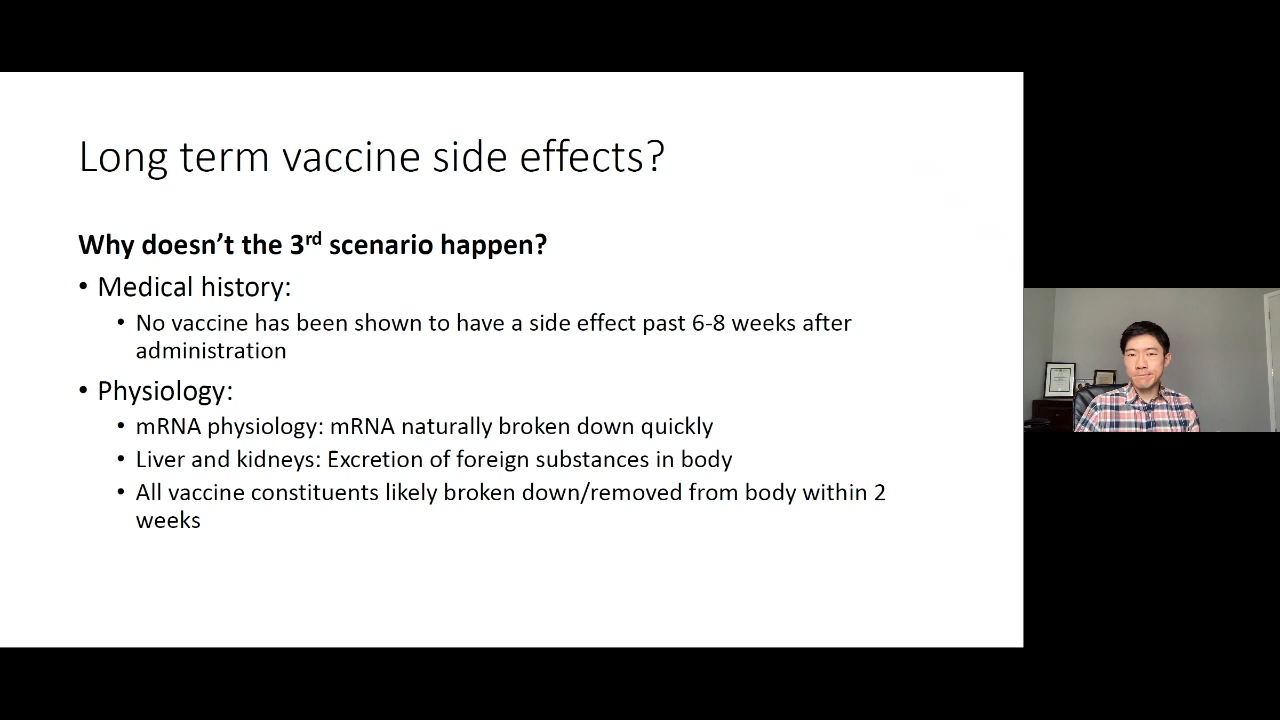 Long term vaccine side effects?
Why doesn't the 3rd scenario happen?
• Medical history:
• No vaccine has been shown to have a side effect past 6-8 weeks after
administration
• Physiology:
• mRNA physiology: mRNA naturally broken down quickly
• Liver and kidneys: Excretion of foreign substances in body
• All vaccine constituents likely broken down/removed from body within 2
weeks